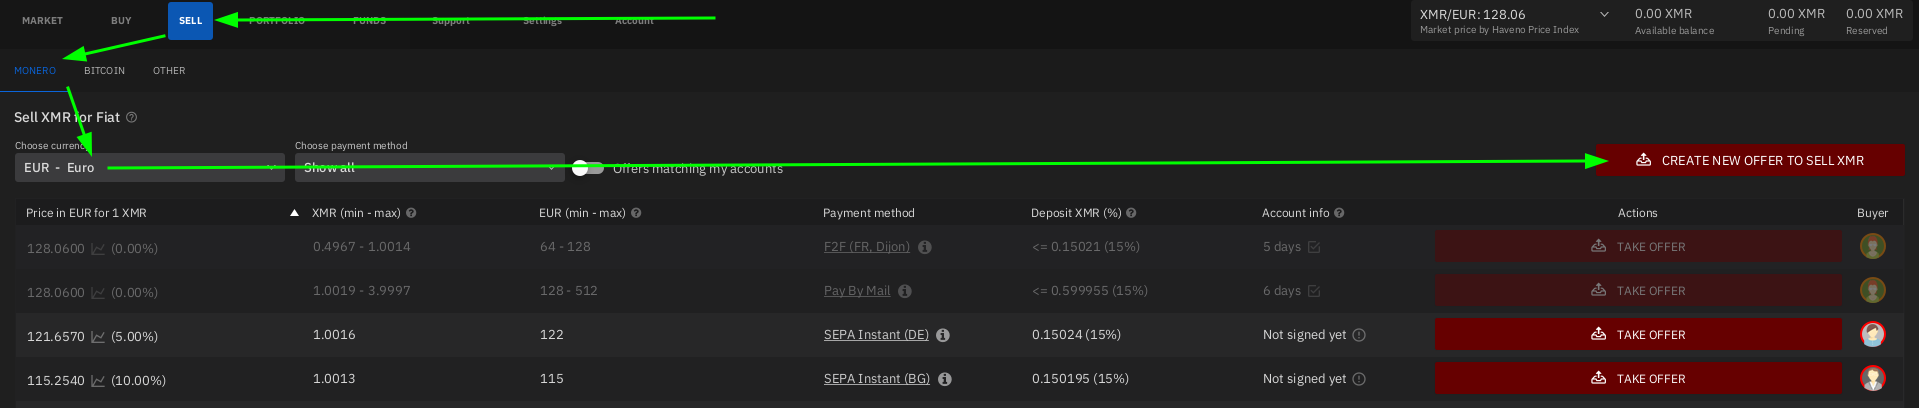 MARKET BUY SELL PORTFOLIO FUNDS Support Settings Account
XMR/EUR: 128.06 0.00 XMR 0.00 XMR 0.00 XMR
Market price by Haveno Price Index Available balance Pending Reserved
MONERO BITCOIN OTHER
Sell XMR for Fiat
Choose currency Choose payment method
EUR - Euro Show all Offers matching my accounts CREATE NEW OFFER TO SELL XMR
Price in EUR for 1 XMR XMR (min - max) EUR (min - max) Payment method Deposit XMR (%) Account info Actions Buyer
128.0600 (0.00%) 0.4967 - 1.0014 64 - 128 F2F (FR, Dijon) <= 0.15021 (15%) 5 days TAKE OFFER
128.0600 (0.00%) 1.0019 - 3.9997 128 - 512 Pay By Mail <= 0.599955 (15%) 6 days TAKE OFFER
121.6570 (5.00%) 1.0016 122 SEPA Instant (DE) 0.15024 (15%) Not signed yet TAKE OFFER
115.2540 (10.00%) 1.0013 115 SEPA Instant (BG) 0.150195 (15%) Not signed yet TAKE OFFER